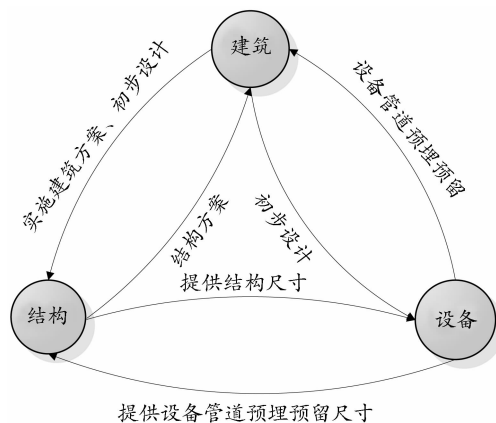 建筑
实施建筑方案、初步设计
设备管道预埋预留
结构方案
初步设计
提供结构尺寸
结构
设备
提供设备管道预埋预留尺寸